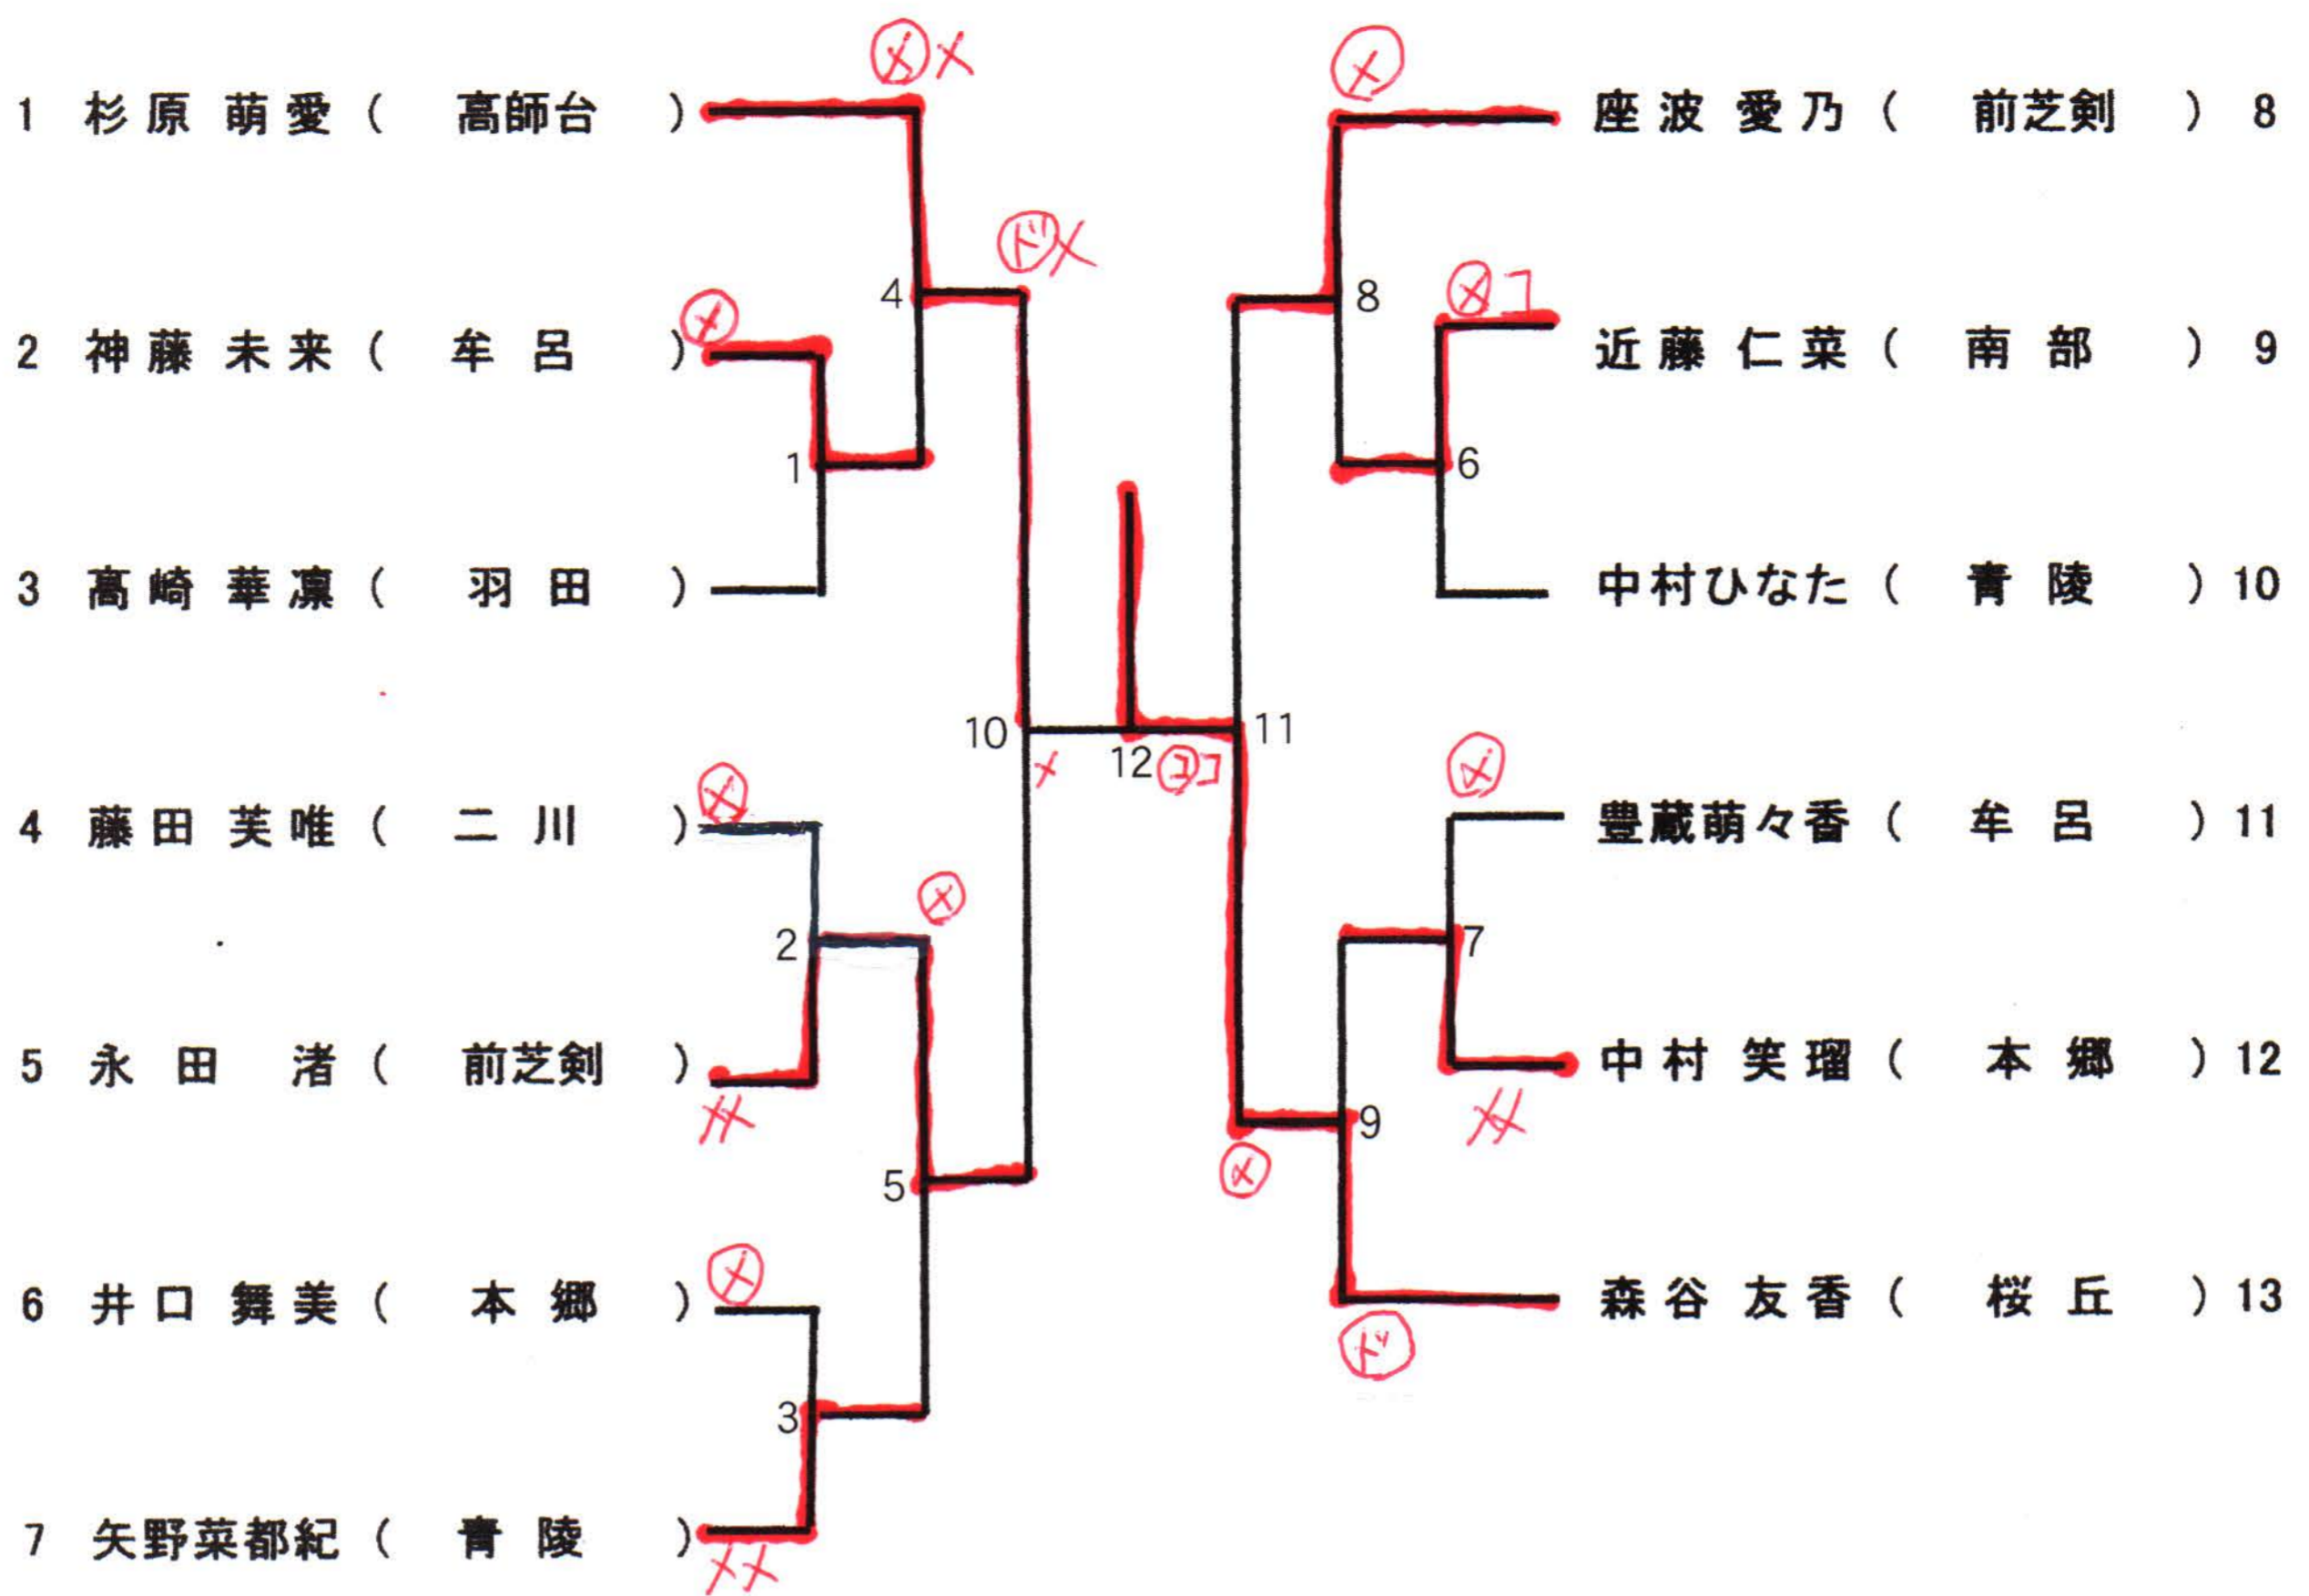 ㋱メ
㋱
1 杉原 萌愛 ( 高師台 )
座波 愛乃 ( 前芝剣 ) 8
㋣゛メ
4
8
㋱コ
㋱
2 神藤 未来 ( 牟呂 )
近藤 仁菜 ( 南部 ) 9
1
6
3 髙崎 華凛 ( 羽田 )
中村ひなた ( 青陵 ) 10
10
11
メ
12
㋙コ
㋱
㋱
4 藤田 芙唯 ( 二川 )
豊蔵萌々香 ( 牟呂 ) 11
㋱
2
7
5 永田 渚 ( 前芝剣 )
中村 笑瑠 ( 本郷 ) 12
メメ
メメ
9
5
㋱
㋱
6 井口 舞美 ( 本郷 )
森谷 友香 ( 桜丘 ) 13
㋣゛
3
7 矢野菜都紀 ( 青陵 )
メメ